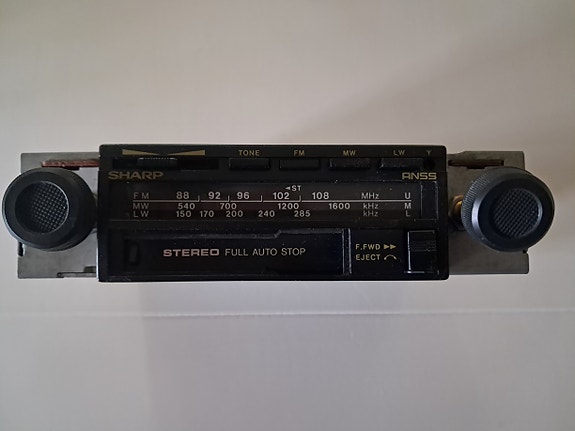 TONE FM MW LW Y
SHARP ANSS
◄ST
FM 88 92 96 102 108 MHz U
MW 540 700 1200 1600 kHz M
LW 150 170 200 240 285 kHz L
STEREO FULL AUTO STOP
F.FWD ►►
EJECT